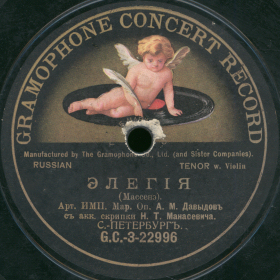 GRAMOPHONE CONCERT RECORD
Manufactured by The Gramophone Co., Ltd. (and Sister Companies).
RUSSIAN TENOR w. Violin
ЭЛЕГІЯ
(Массенэ)
Арт. ИМП. Мар. Оп. А. М. Давыдовъ
съ акк. скрипки Н. Т. Манасевича.
С.-ПЕТЕРБУРГЪ.
G.C.-3-22996